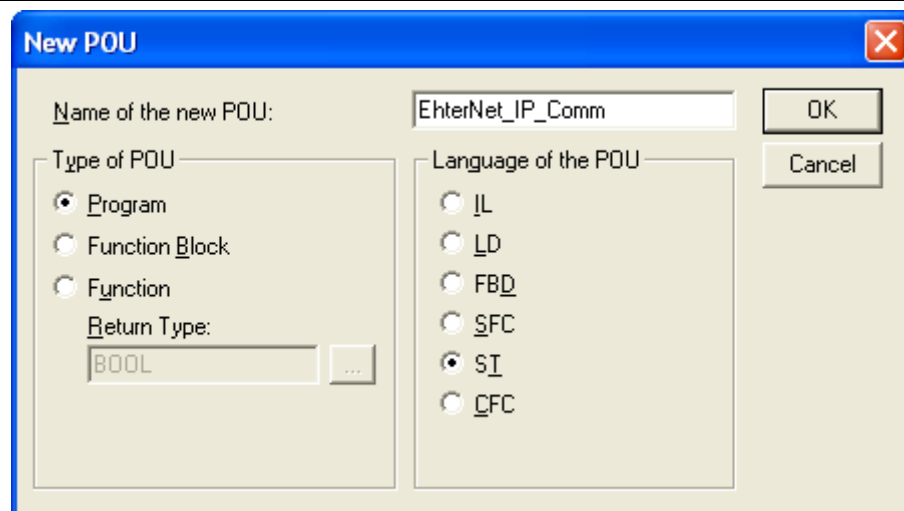 New POU
Name of the new POU: EhterNet_IP_Comm OK
Cancel
Type of POU
Program
Function Block
Function
Return Type:
BOOL ...
Language of the POU
IL
LD
FBD
SFC
ST
CFC